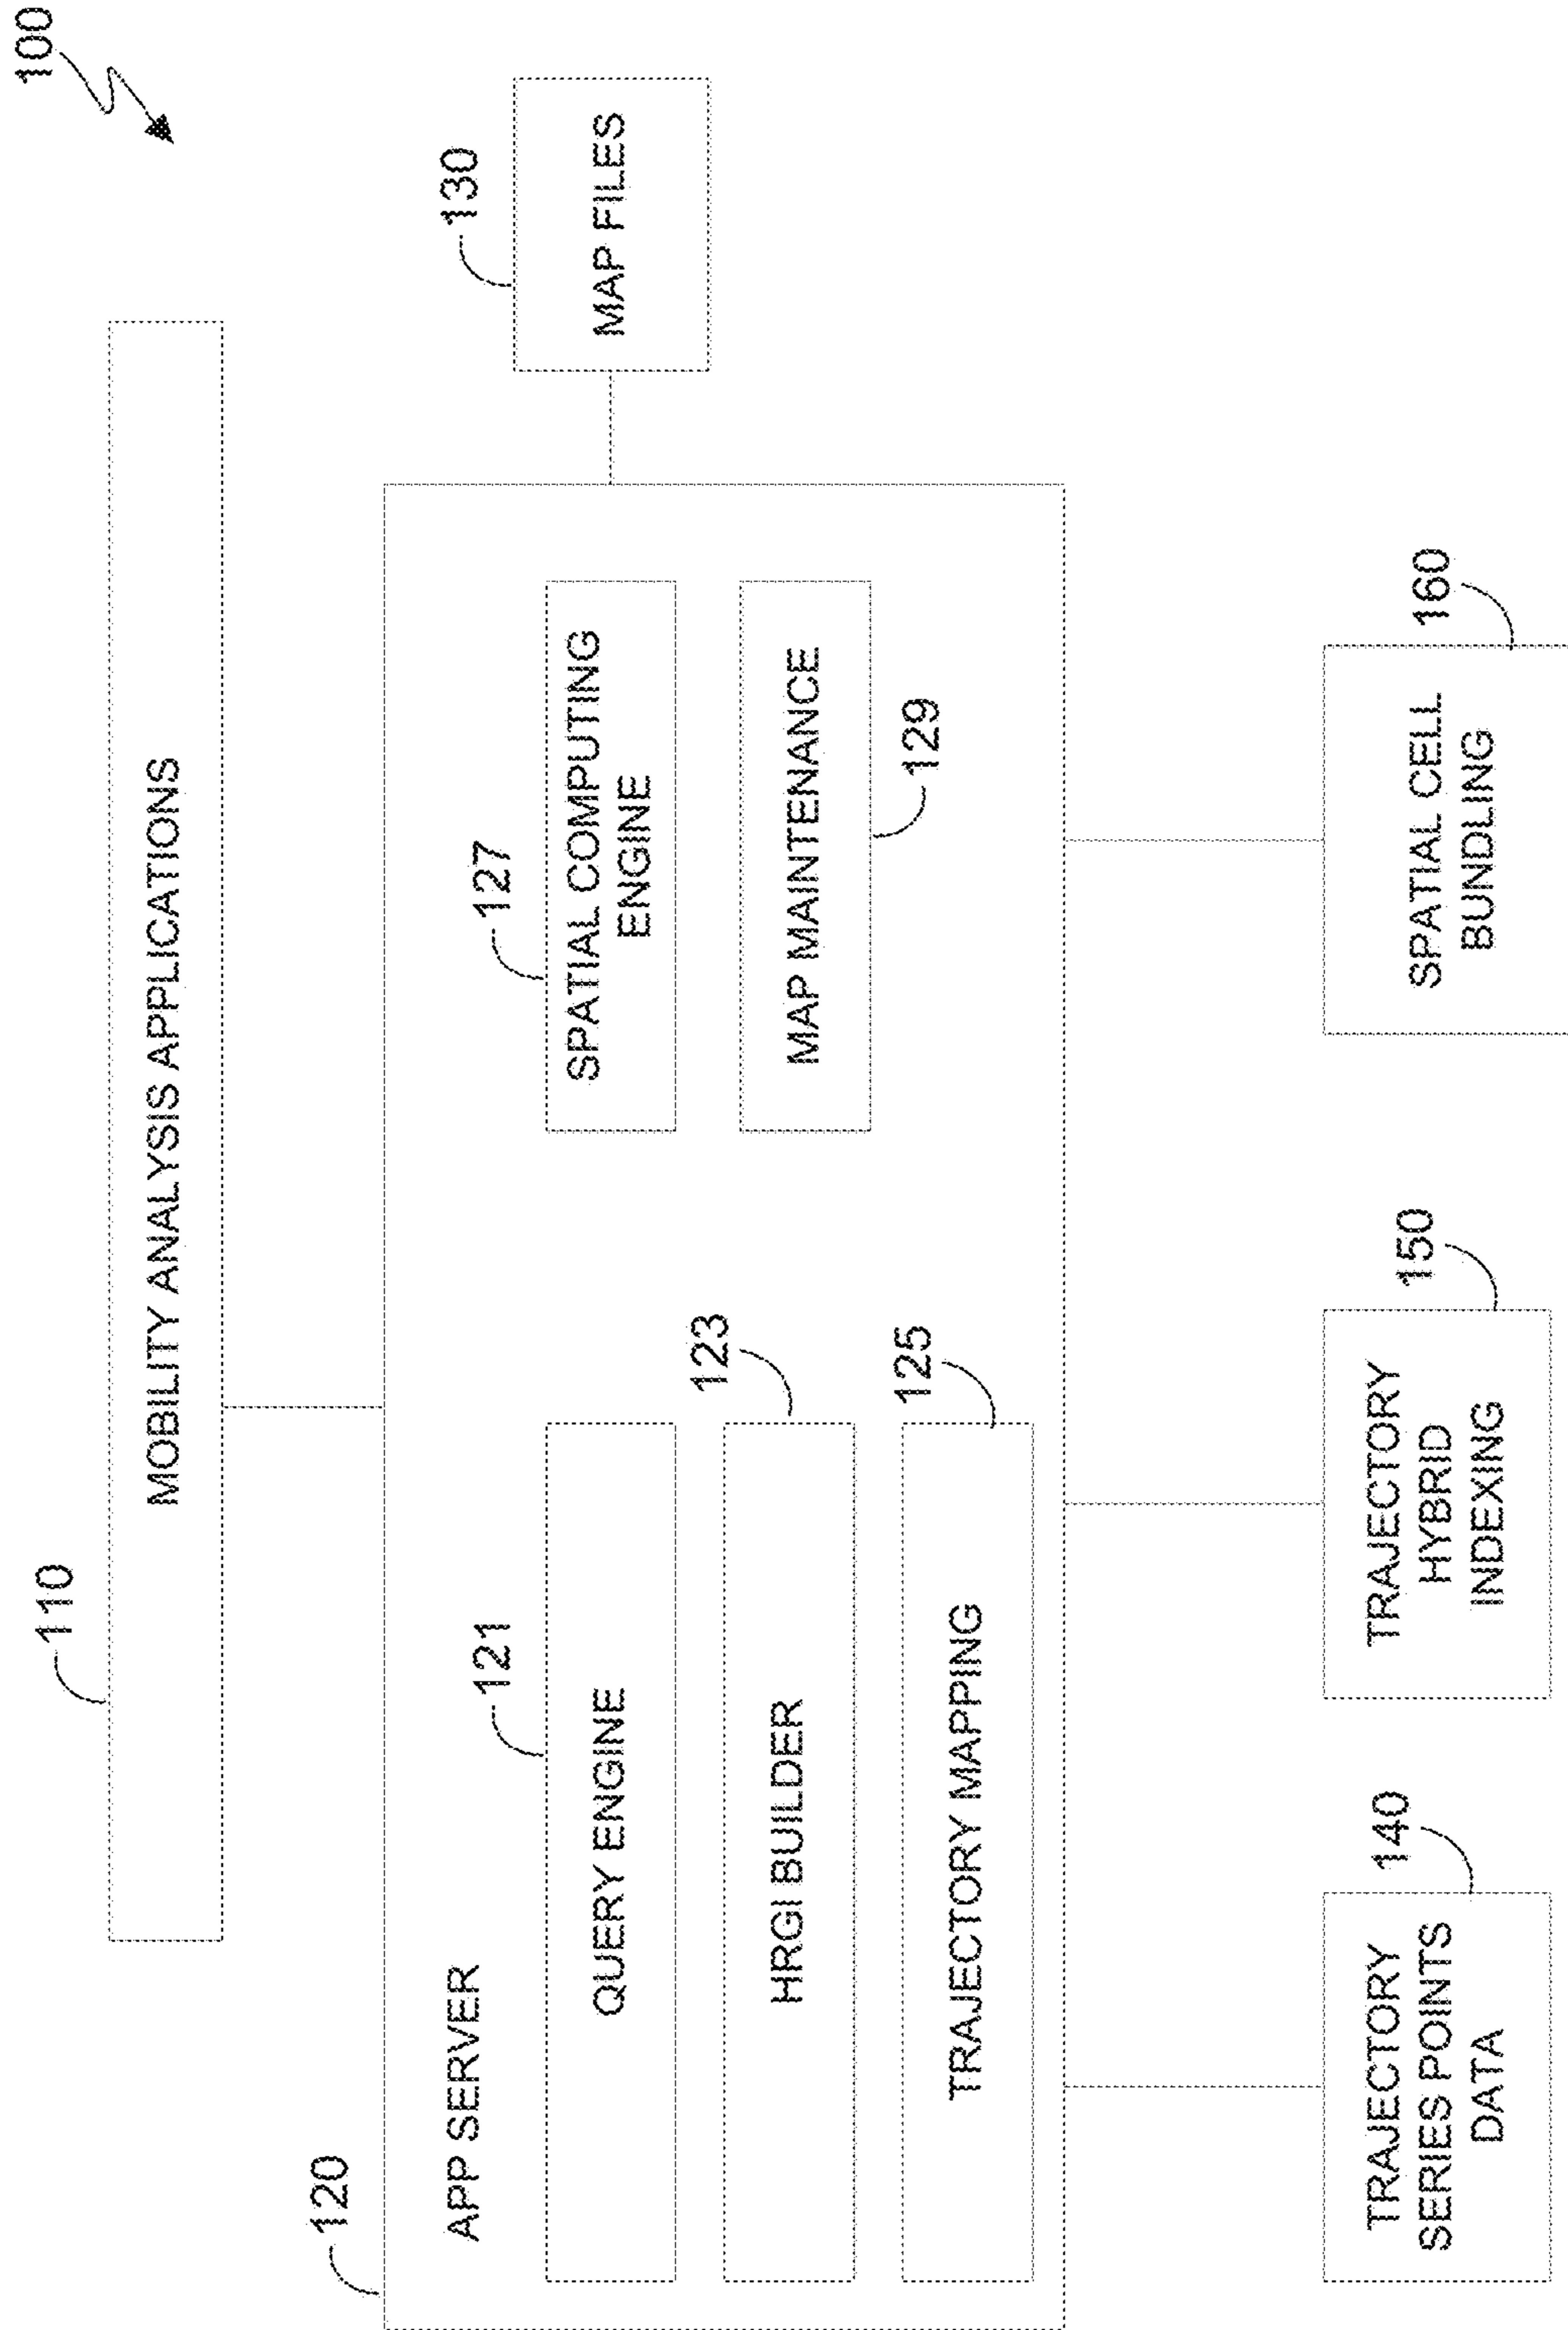 100
110
MOBILITY ANALYSIS APPLICATIONS
120
APP SERVER
121
QUERY ENGINE
123
HRGI BUILDER
125
TRAJECTORY MAPPING
127
SPATIAL COMPUTING
ENGINE
MAP MAINTENANCE
129
130
MAP FILES
140
TRAJECTORY
SERIES POINTS
DATA
150
TRAJECTORY
HYBRID
INDEXING
160
SPATIAL CELL
BUNDLING